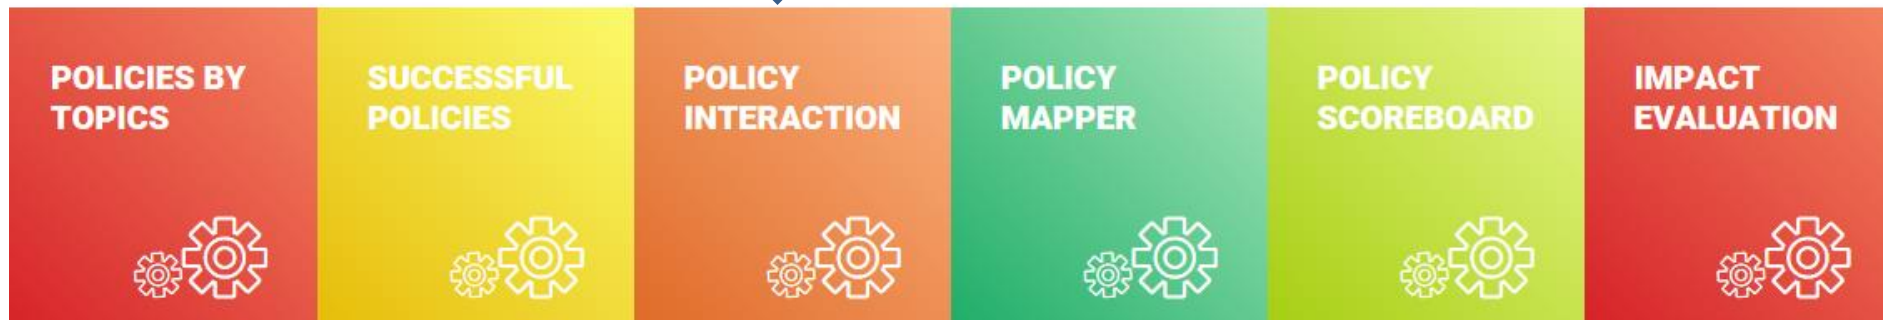 POLICIES BY
TOPICS
SUCCESSFUL
POLICIES
POLICY
INTERACTION
POLICY
MAPPER
POLICY
SCOREBOARD
IMPACT
EVALUATION